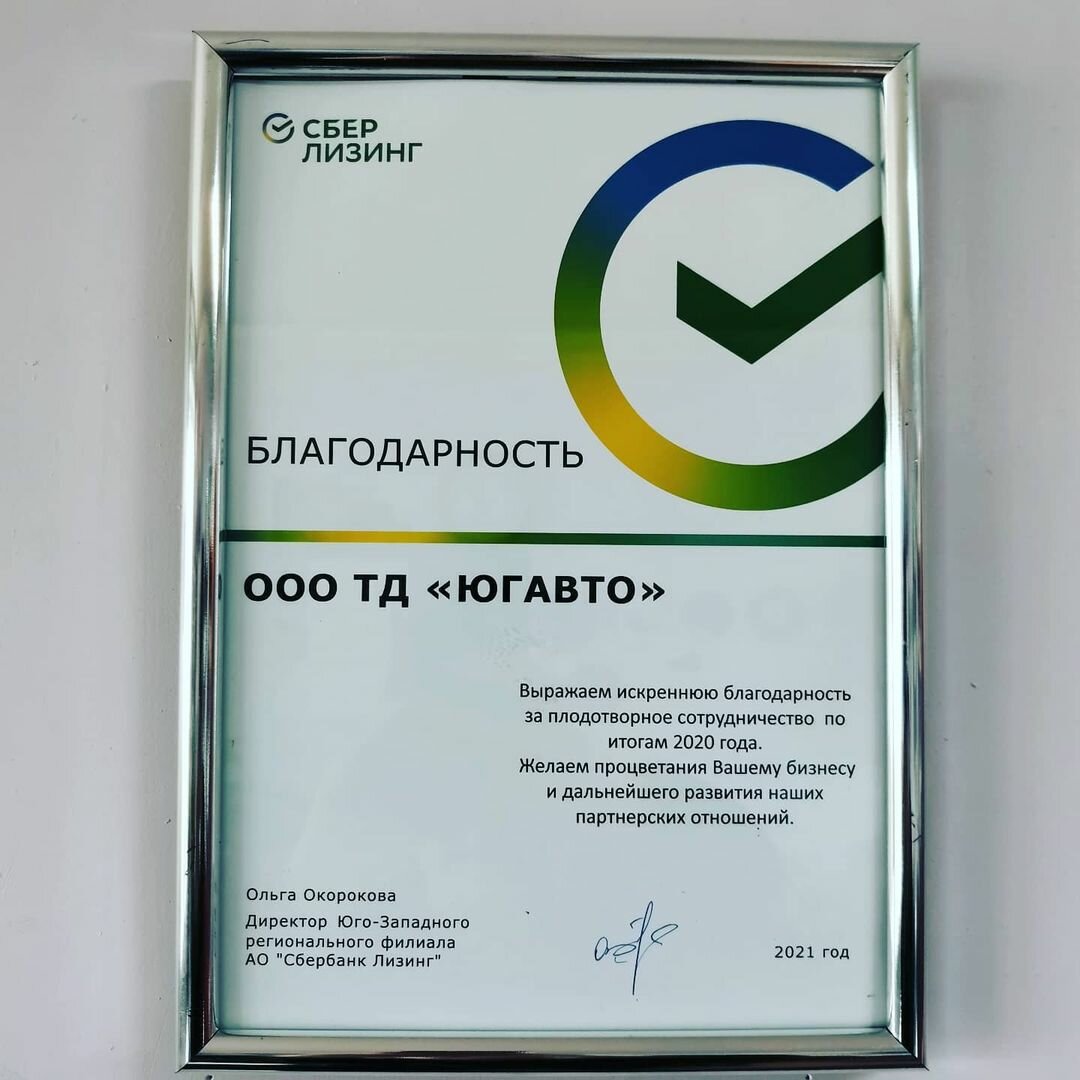 СБЕР
ЛИЗИНГ
БЛАГОДАРНОСТЬ
ООО ТД «ЮГАВТО»
Выражаем искреннюю благодарность
за плодотворное сотрудничество по
итогам 2020 года.
Желаем процветания Вашему бизнесу
и дальнейшего развития наших
партнерских отношений.
Ольга Окорокова
Директор Юго-Западного
регионального филиала
АО "Сбербанк Лизинг"
2021 год